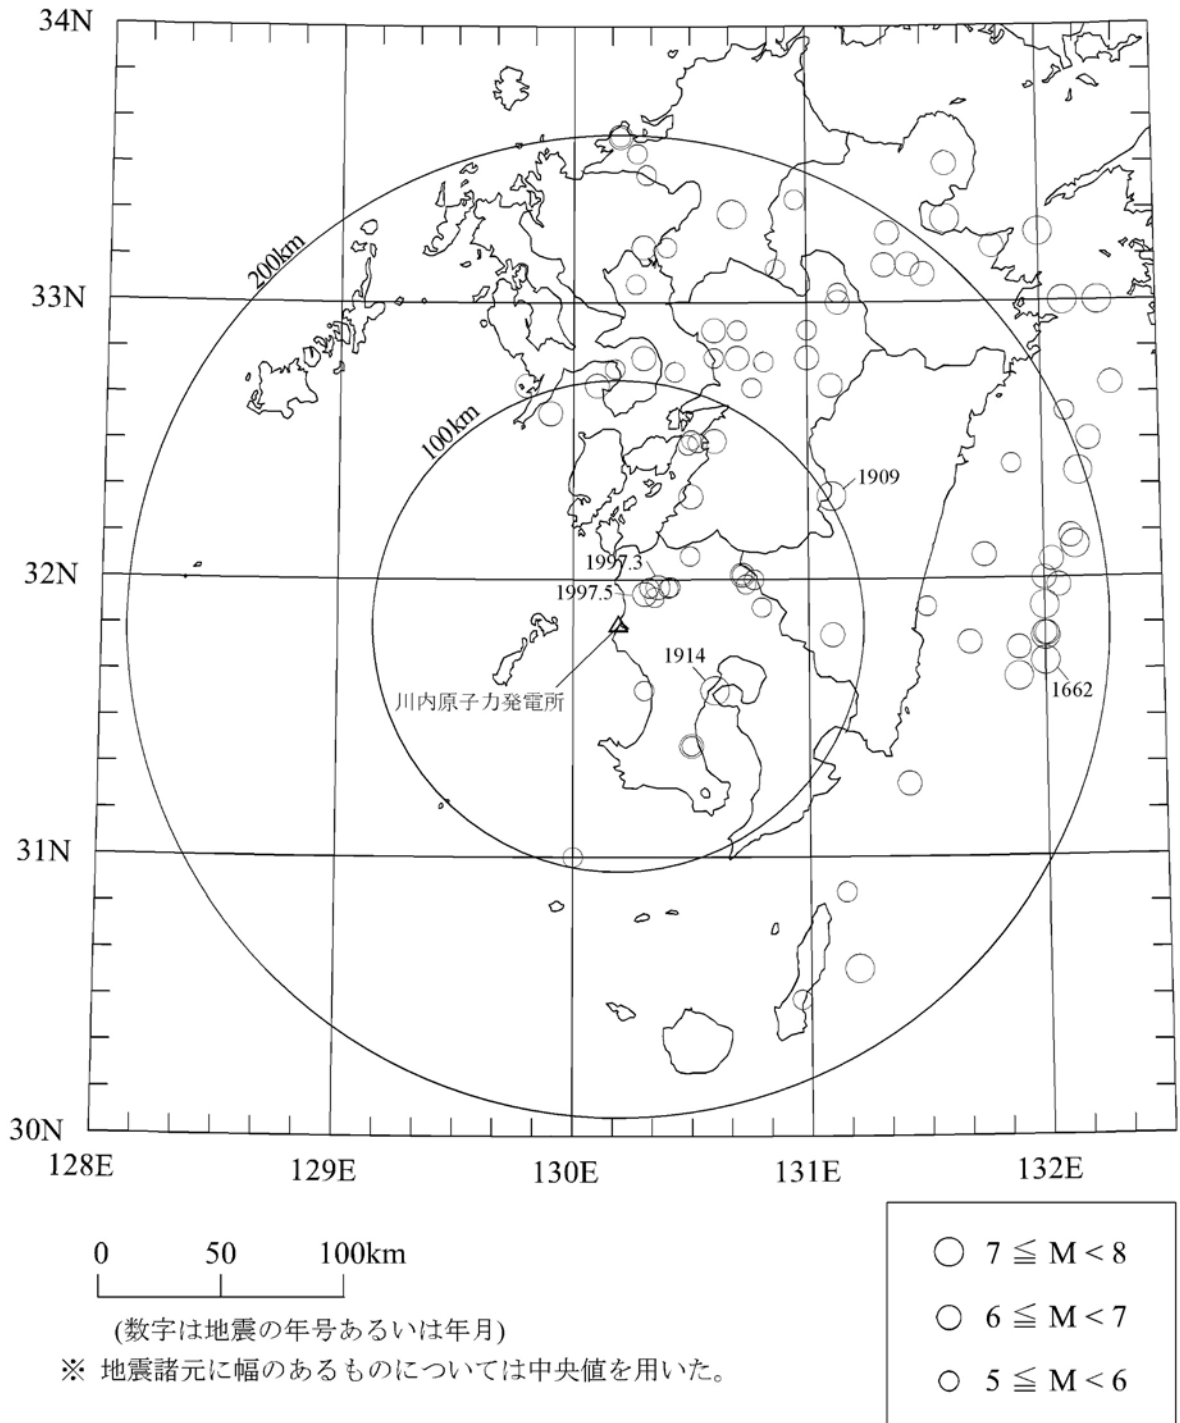 34N
200km
33N
100km
1909
32N
1997.3
1997.5
1914
川内原子力発電所
1662
31N
30N
128E 129E 130E 131E 132E
0 50 100km
(数字は地震の年号あるいは年月)
※ 地震諸元に幅のあるものについては中央値を用いた。
7 ≦ M < 8
6 ≦ M < 7
5 ≦ M < 6